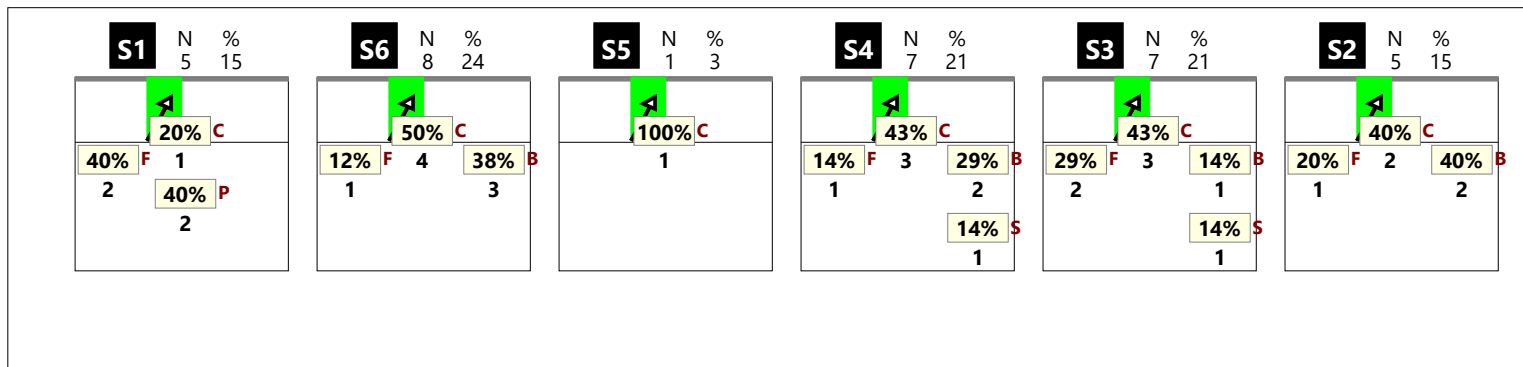 S1 N % S6 N % S5 N % S4 N % S3 N % S2 N %
5 15 8 24 1 3 7 21 7 21 5 15
20% C 50% C 100% C 43% C 43% C 40% C
40% F 1 12% F 4 38% B 1 14% F 3 29% B 29% F 3 14% B 20% F 2 40% B
2 1 3 1 2 2 1 1 2
40% P
2
14% S 14% S
1 1